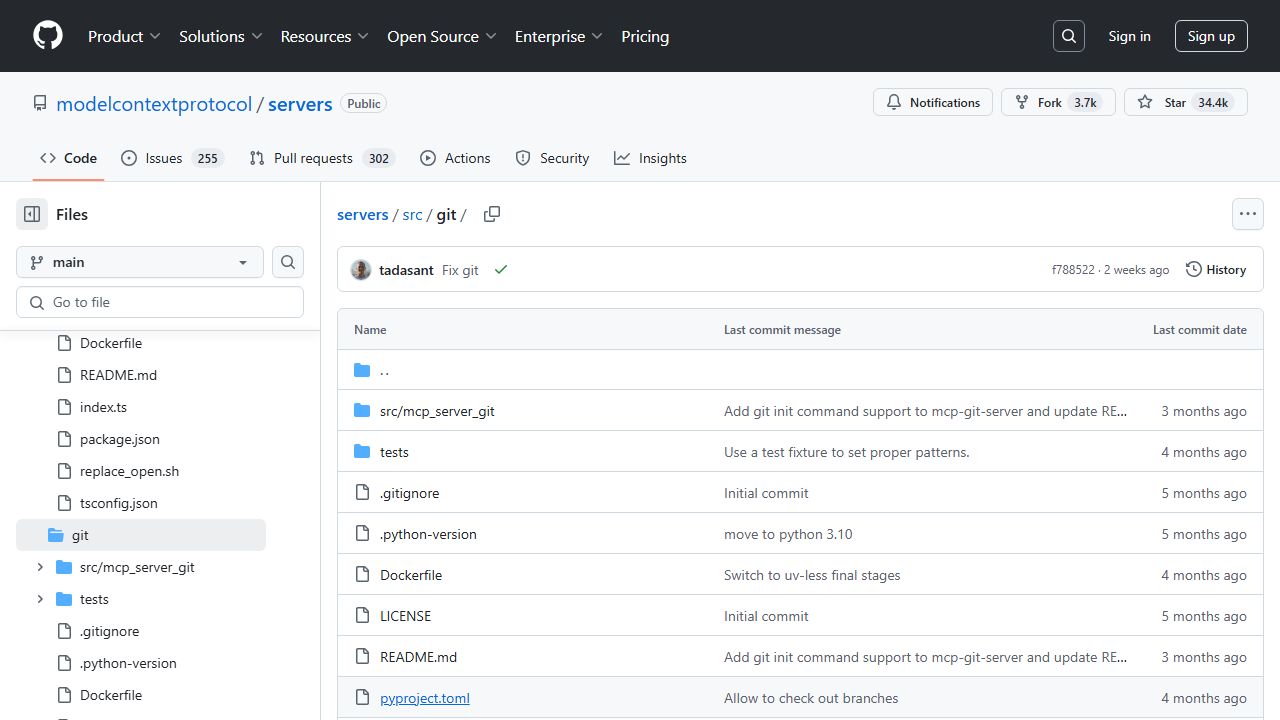 Product Solutions Resources Open Source Enterprise Pricing Sign in Sign up
modelcontextprotocol / servers Public Notifications Fork 3.7k Star 34.4k
Code Issues 255 Pull requests 302 Actions Security Insights
Files
main
Go to file
Dockerfile
README.md
index.ts
package.json
replace_open.sh
tsconfig.json
git
src/mcp_server_git
tests
.gitignore
.python-version
Dockerfile
servers / src / git /
tadasant Fix git f788522 · 2 weeks ago History
Name Last commit message Last commit date
..
src/mcp_server_git Add git init command support to mcp-git-server and update RE... 3 months ago
tests Use a test fixture to set proper patterns. 4 months ago
.gitignore Initial commit 5 months ago
.python-version move to python 3.10 5 months ago
Dockerfile Switch to uv-less final stages 4 months ago
LICENSE Initial commit 5 months ago
README.md Add git init command support to mcp-git-server and update RE... 3 months ago
pyproject.toml Allow to check out branches 4 months ago